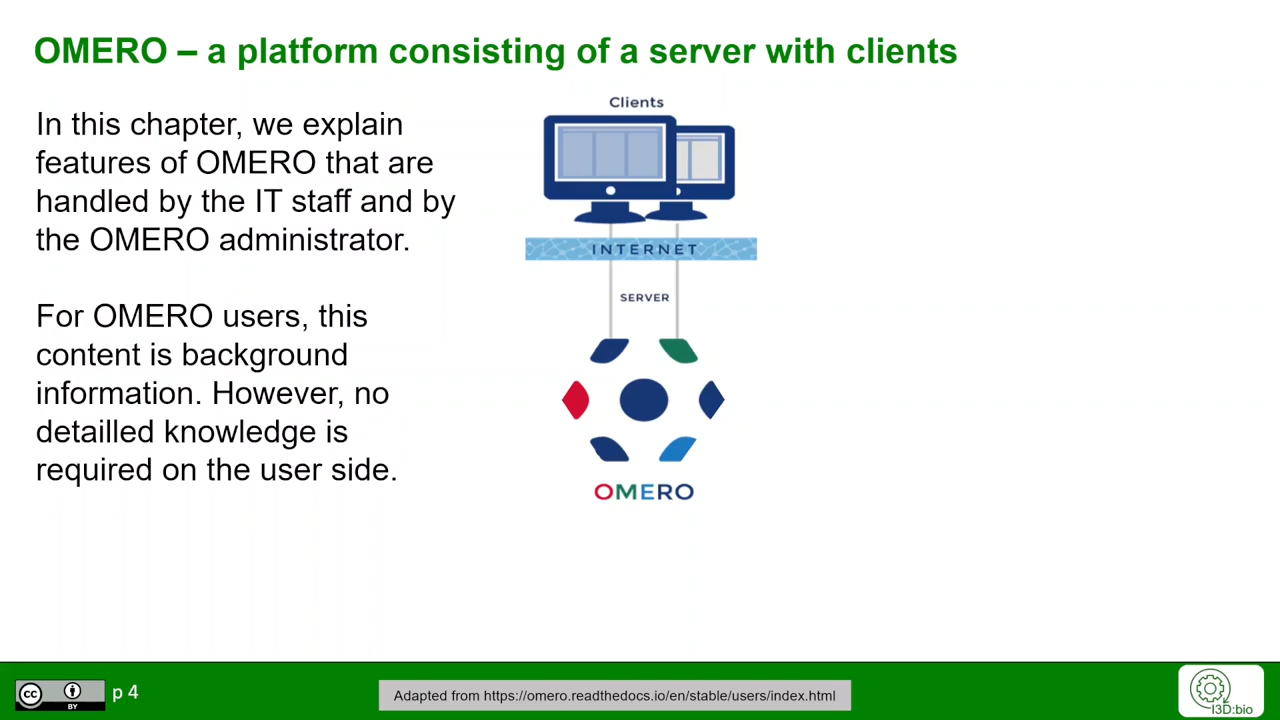 OMERO – a platform consisting of a server with clients
In this chapter, we explain
features of OMERO that are
handled by the IT staff and by
the OMERO administrator.
For OMERO users, this
content is background
information. However, no
detailled knowledge is
required on the user side.
Clients
INTERNET
SERVER
OMERO
cc
BY
p 4
Adapted from https://omero.readthedocs.io/en/stable/users/index.html
I3D:bio